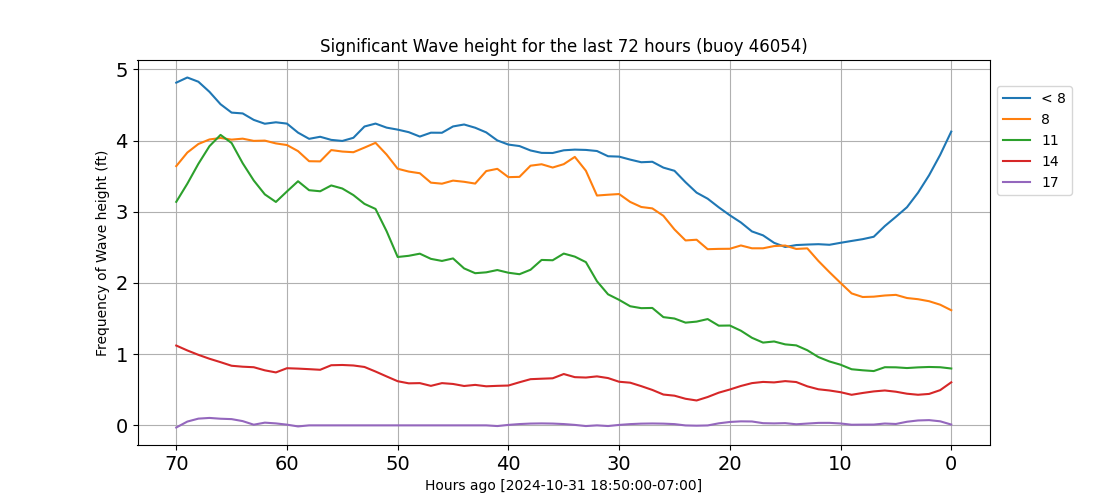 Significant Wave height for the last 72 hours (buoy 46054)
Frequency of Wave height (ft)
5
4
3
2
1
0
70 60 50 40 30 20 10 0
Hours ago [2024-10-31 18:50:00-07:00]
< 8
8
11
14
17